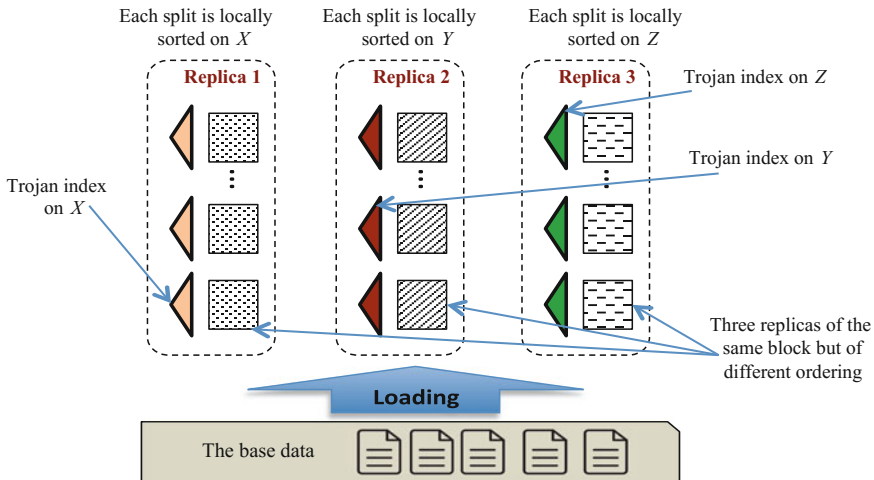 Each split is locally
sorted on X
Each split is locally
sorted on Y
Each split is locally
sorted on Z
Replica 1
Replica 2
Replica 3
Trojan index on Z
Trojan index on Y
Trojan index
on X
Three replicas of the
same block but of
different ordering
Loading
The base data